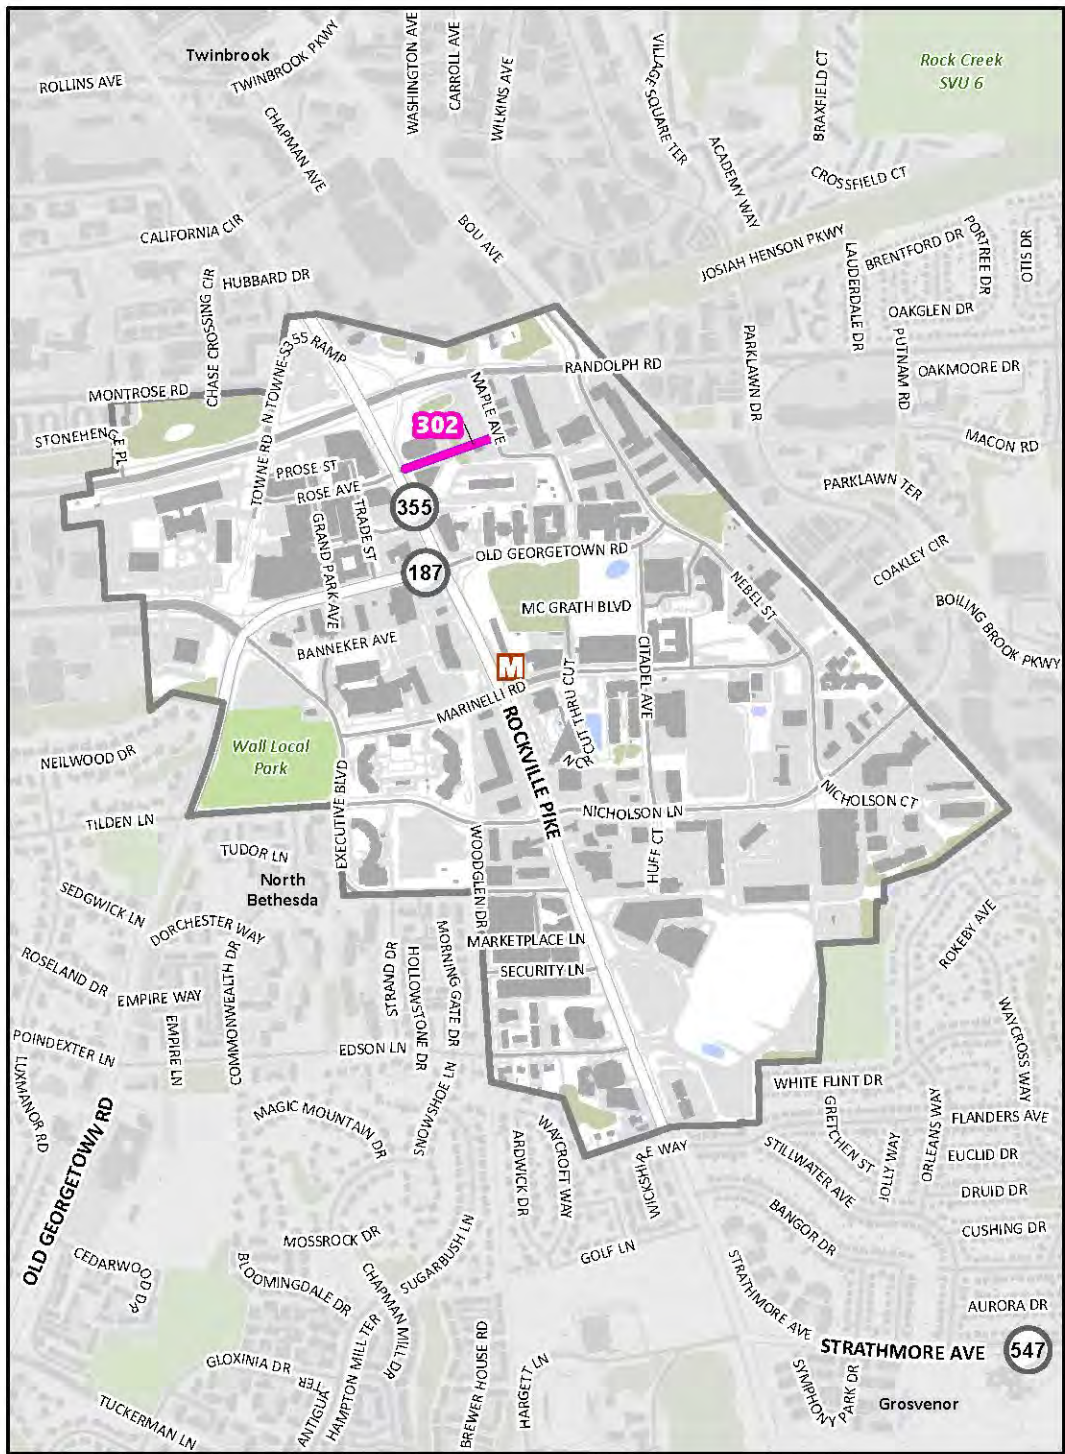 Twinbrook
ROLLINS AVE
TWINBROOK PKWY
WASHINGTON AVE
CARROLL AVE
WILKINS AVE
VILLAGE SQUARE TER
BRAXFIELD CT
Rock Creek
SVU 6
CHAPMAN AVE
ACADEMY WAY
CROSSFIELD CT
CALIFORNIA CIR
BOU AVE
JOSIAH HENSON PKWY
LAUDERDALE DR
BRENTFORD DR
PORTREE DR
OTIS DR
HUBBARD DR
CHASE CROSSING CIR
OAKGLEN DR
PUTNAM RD
PARKLAWN DR
N TOWNE-S355 RAMP
RANDOLPH RD
OAKMOORE DR
MONTROSE RD
MAPLE AVE
302
STONEHENGE PL
TOWNE RD
MACON RD
PROSE ST
ROSE AVE
PARKLAWN TER
355
TRADE ST
GRAND PARK AVE
OLD GEORGETOWN RD
187
COAKLEY CIR
NEBEL ST
MC GRATH BLVD
BOILING BROOK PKWY
BANNEKER AVE
CITADEL AVE
M
MARINELLI RD
CUT THRU CUT
ROCKVILLE PIKE
Wall Local
Park
NEILWOOD DR
NCR
EXECUTIVE BLVD
NICHOLSON LN
NICHOLSON CT
TILDEN LN
TUDOR LN
WOODGLEN DR
HUFF CT
North
Bethesda
SEDGWICK LN
DORCHESTER WAY
ROKEBY AVE
MARKETPLACE LN
SECURITY LN
ROSELAND DR
EMPIRE WAY
COMMONWEALTH DR
STRAND DR
HOLLOWSTONE DR
MORNING GATE DR
WAYCROSS WAY
POINDEXTER LN
EMPIRE LN
EDSON LN
LUXMANOR RD
SNOWSHOE LN
WHITE FLINT DR
MAGIC MOUNTAIN DR
GRETCHEN ST
ORLEANS WAY
FLANDERS AVE
OLD GEORGETOWN RD
ARDWICK DR
WAYCROFT WAY
WICKSHIRE WAY
STILLWATER AVE
JOLLY WAY
EUCLID DR
DRUID DR
BANGOR DR
CUSHING DR
MOSSROCK DR
SUGARBUSH LN
GOLF LN
CEDARWOOD DR
BLOOMINGDALE DR
CHAPMAN MILL DR
STRATHMORE AVE
AURORA DR
STRATHMORE AVE
547
HAMPTON MILL TER
BREWER HOUSE RD
HARGETT LN
GLOXINIA DR
ANTIGUA TER
SYMPHONY PARK DR
Grosvenor
TUCKERMAN LN